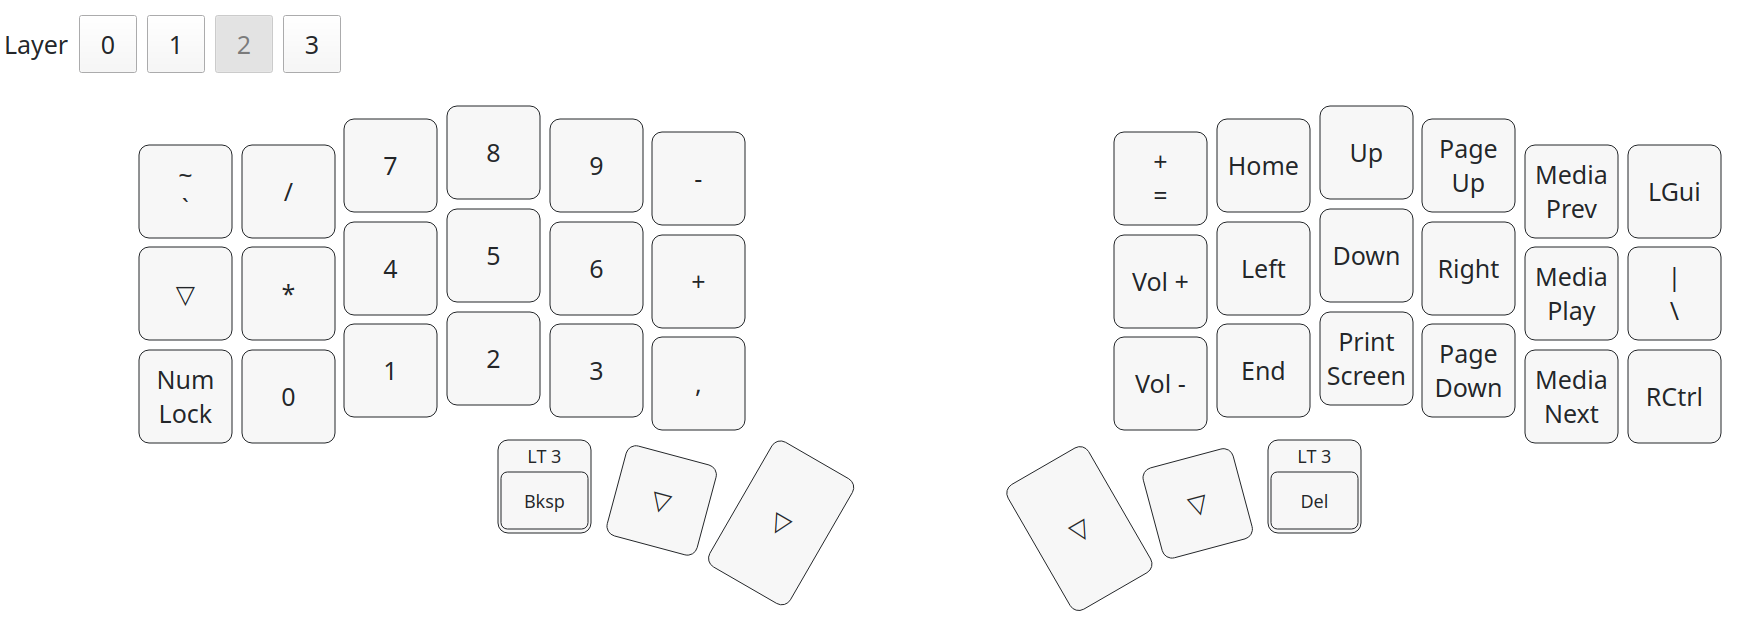 Layer 0 1 2 3
~
`
/
7
8
9
-
+
=
Home
Up
Page
Up
Media
Prev
LGui
▽
*
4
5
6
+
Vol +
Left
Down
Right
Media
Play
|
\
Num
Lock
0
1
2
3
,
Vol -
End
Print
Screen
Page
Down
Media
Next
RCtrl
LT 3
Bksp
▽
▽
▽
▽
LT 3
Del